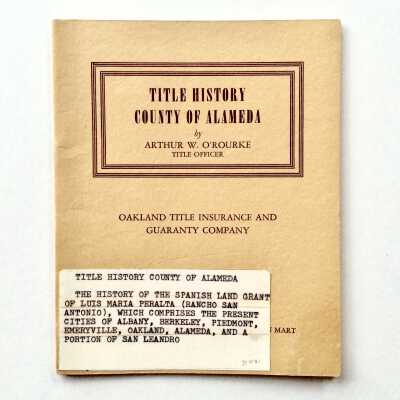 TITLE HISTORY
COUNTY OF ALAMEDA
by
ARTHUR W. O'ROURKE
TITLE OFFICER
OAKLAND TITLE INSURANCE AND
GUARANTY COMPANY
TITLE HISTORY COUNTY OF ALAMEDA
THE HISTORY OF THE SPANISH LAND GRANT
OF LUIS MARIA PERALTA (RANCHO SAN
ANTONIO), WHICH COMPRISES THE PRESENT
CITIES OF ALBANY, BERKELEY, PIEDMONT,
EMERYVILLE, OAKLAND, ALAMEDA, AND A
PORTION OF SAN LEANDRO
MART